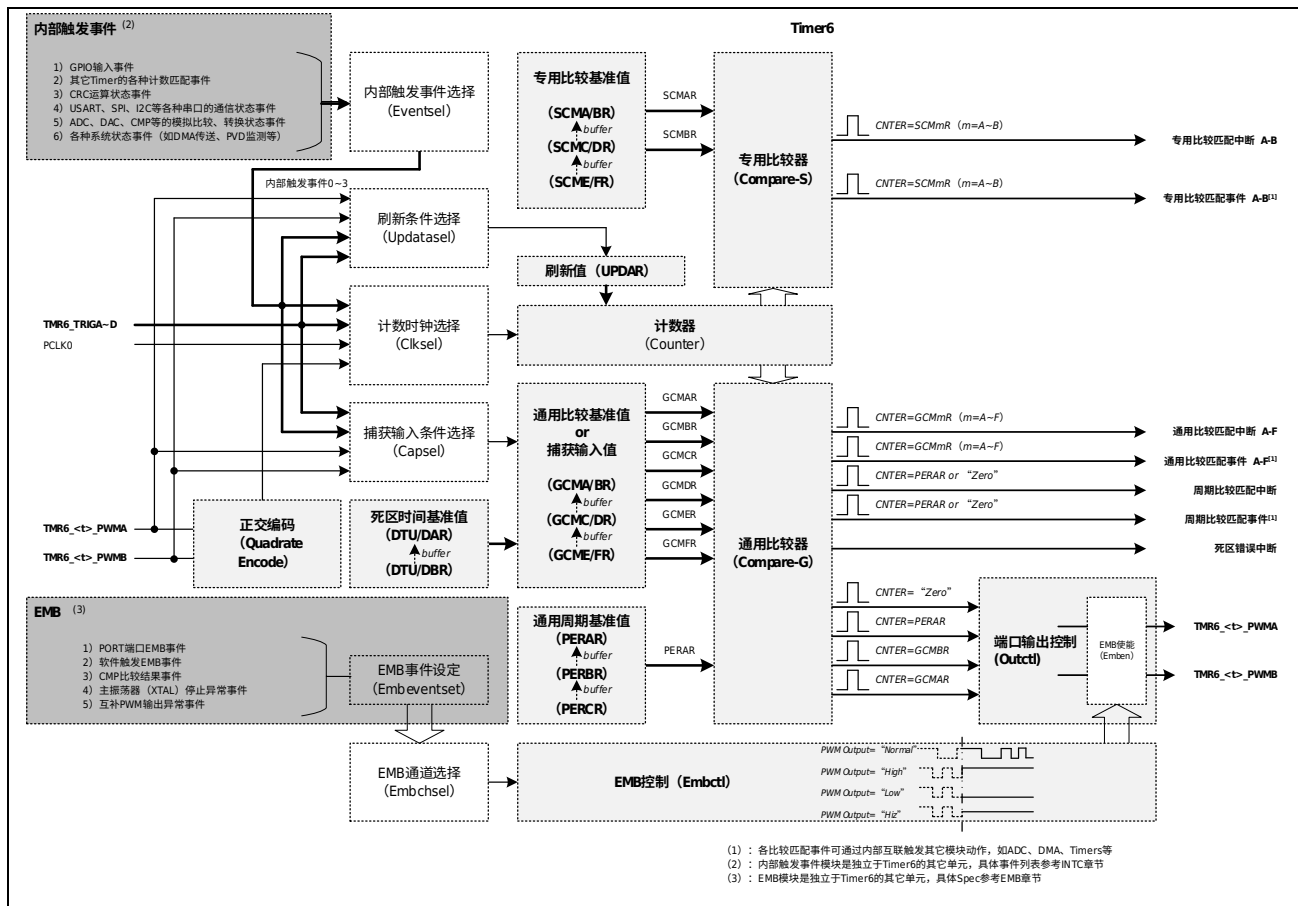 内部触发事件 (2)
1）GPIO输入事件
2）其它Timer的各种计数匹配事件
3）CRC运算状态事件
4）USART、SPI、I2C等各种串口的通信状态事件
5）ADC、DAC、CMP等的模拟比较、转换状态事件
6）各种系统状态事件（如DMA传送、PVD监测等）
内部触发事件选择
（Eventsel）
Timer6
专用比较基准值
（SCMA/BR）
buffer
（SCMC/DR）
buffer
（SCME/FR）
SCMAR
SCMBR
专用比较器
（Compare-S）
CNTER=SCMmR（m=A~B）
专用比较匹配中断 A-B
CNTER=SCMmR（m=A~B）
专用比较匹配事件 A-B[1]
内部触发事件0~3
刷新条件选择
（Updatasel）
刷新值（UPDAR）
TMR6_TRIGA~D
PCLK0
计数时钟选择
（Clksel）
计数器
（Counter）
捕获输入条件选择
（Capsel）
通用比较基准值
or
捕获输入值
（GCMA/BR）
buffer
（GCMC/DR）
buffer
（GCME/FR）
GCMAR
GCMBR
GCMCR
GCMDR
GCMER
GCMFR
通用比较器
（Compare-G）
CNTER=GCMmR（m=A~F）
通用比较匹配中断 A-F
CNTER=GCMmR（m=A~F）
通用比较匹配事件 A-F[1]
CNTER=PERAR or “Zero”
周期比较匹配中断
CNTER=PERAR or “Zero”
周期比较匹配事件[1]
死区错误中断
TMR6_<t>_PWMA
TMR6_<t>_PWMB
正交编码
（Quadrate
Encode）
死区时间基准值
（DTU/DAR）
buffer
（DTU/DBR）
EMB (3)
1）PORT端口EMB事件
2）软件触发EMB事件
3）CMP比较结果事件
4）主振荡器（XTAL）停止异常事件
5）互补PWM输出异常事件
EMB事件设定
（Embeventset）
通用周期基准值
（PERAR）
buffer
（PERBR）
buffer
（PERCR）
PERAR
CNTER=“Zero”
CNTER=PERAR
CNTER=GCMBR
CNTER=GCMAR
端口输出控制
（Outctl）
EMB使能
（Emben）
TMR6_<t>_PWMA
TMR6_<t>_PWMB
EMB通道选择
（Embchsel）
EMB控制（Embctl）
PWM Output=“Normal”
PWM Output=“High”
PWM Output=“Low”
PWM Output=“Hiz”
（1）：各比较匹配事件可通过内部互联触发其它模块动作，如ADC、DMA、Timers等
（2）：内部触发事件模块是独立于Timer6的其它单元，具体事件列表参考INTC章节
（3）：EMB模块是独立于Timer6的其它单元，具体Spec参考EMB章节